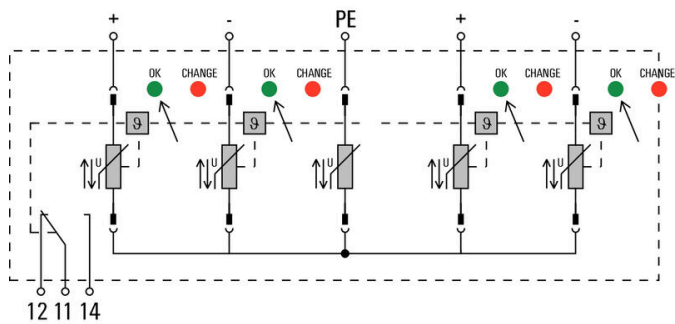 + - PE + -
OK CHANGE OK CHANGE OK CHANGE OK CHANGE
ϑ ϑ ϑ ϑ
U U U U U
12 11 14